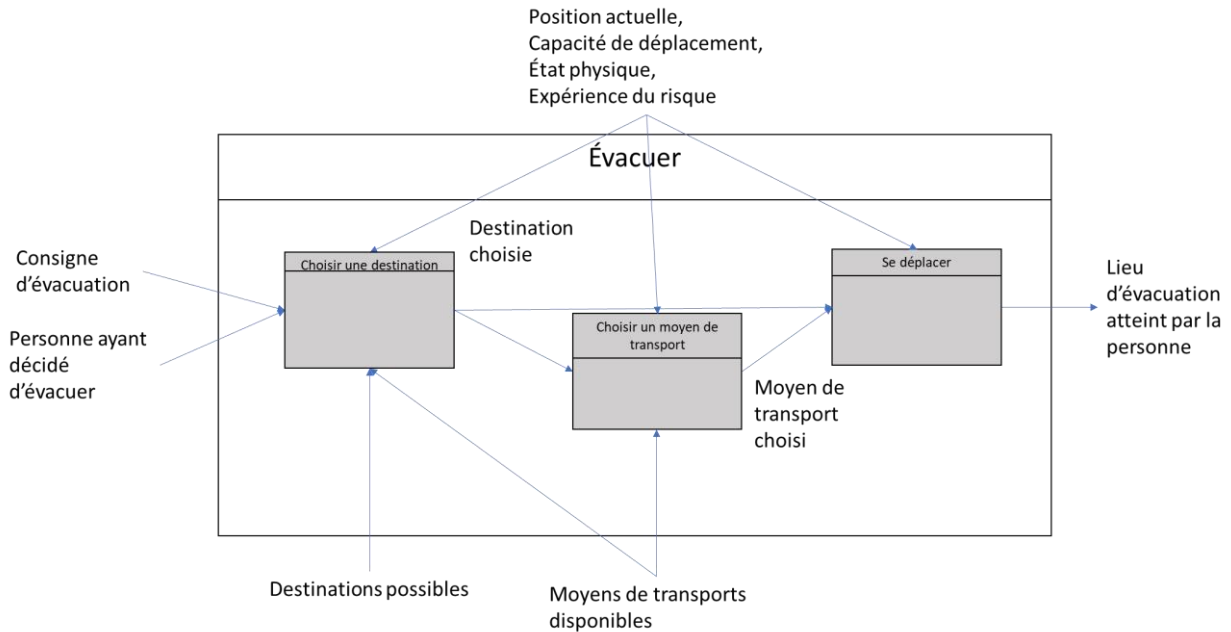 Position actuelle,
Capacité de déplacement,
État physique,
Expérience du risque
Évacuer
Consigne
d’évacuation
Personne ayant
décidé
d’évacuer
Choisir une destination
Destination
choisie
Choisir un moyen de
transport
Moyen de
transport
choisi
Se déplacer
Lieu
d’évacuation
atteint par la
personne
Destinations possibles
Moyens de transports
disponibles